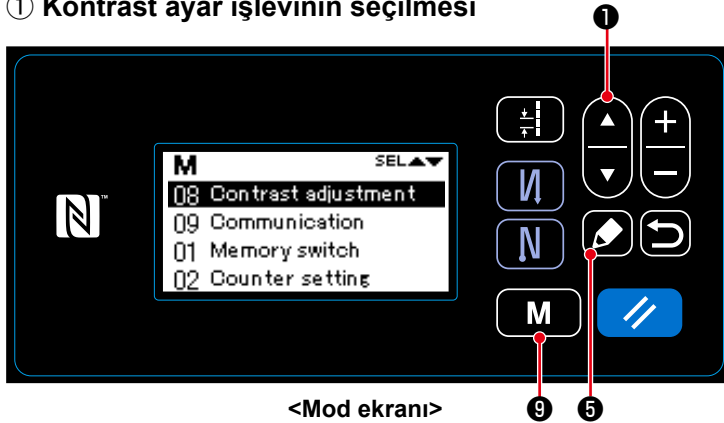 ① Kontrast ayar işlevinin seçilmesi
❶
M SEL▲▼
08 Contrast adjustment
09 Communication
01 Memory switch
02 Counter setting
N ™
M
<Mod ekranı>
❾ ❺